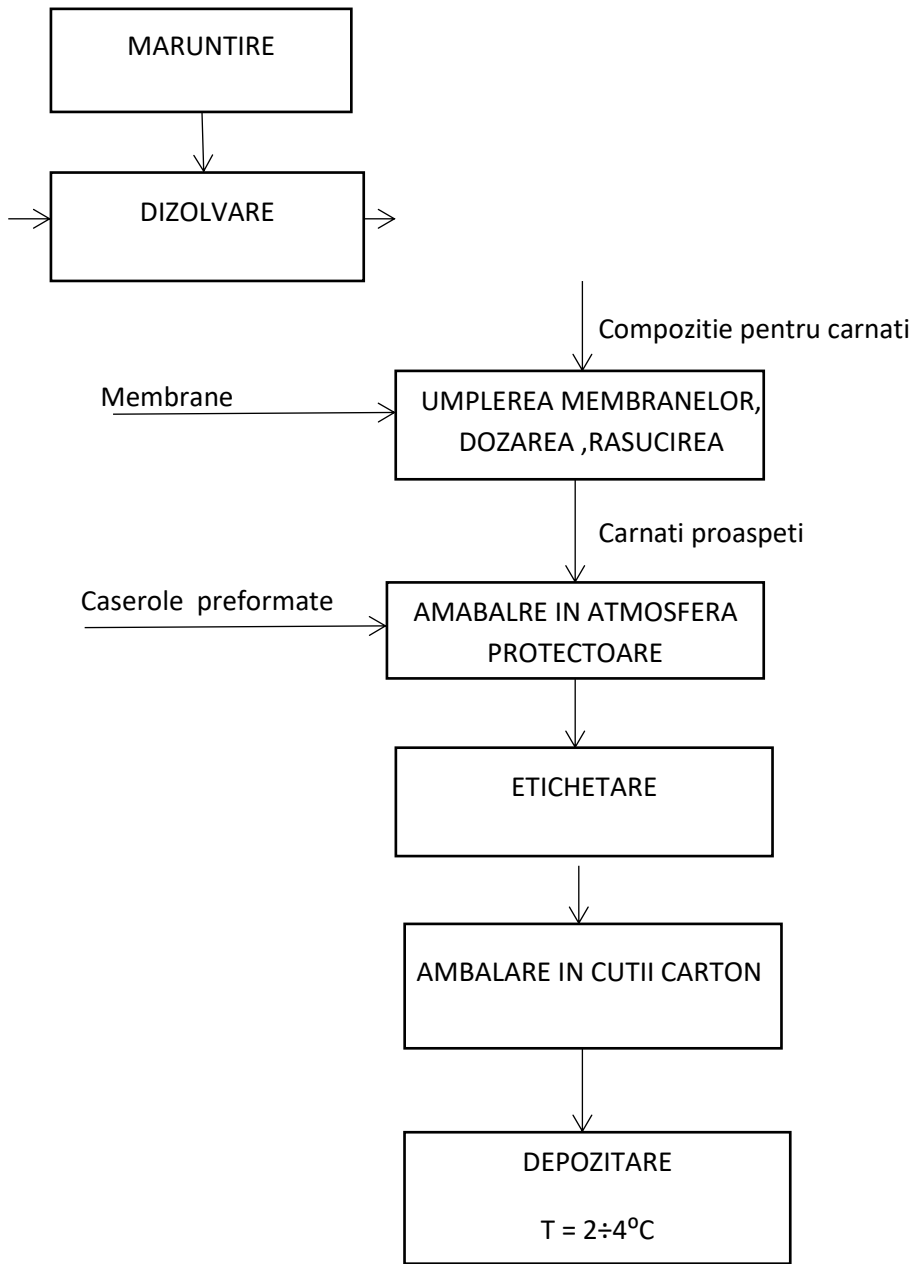 MARUNTIRE
DIZOLVARE
Compozitie pentru carnati
Membrane
UMPLEREA MEMBRANELOR,
DOZAREA ,RASUCIREA
Carnati proaspeti
Caserole preformate
AMABALRE IN ATMOSFERA
PROTECTOARE
ETICHETARE
AMBALARE IN CUTII CARTON
DEPOZITARE
T = 2÷4⁰C